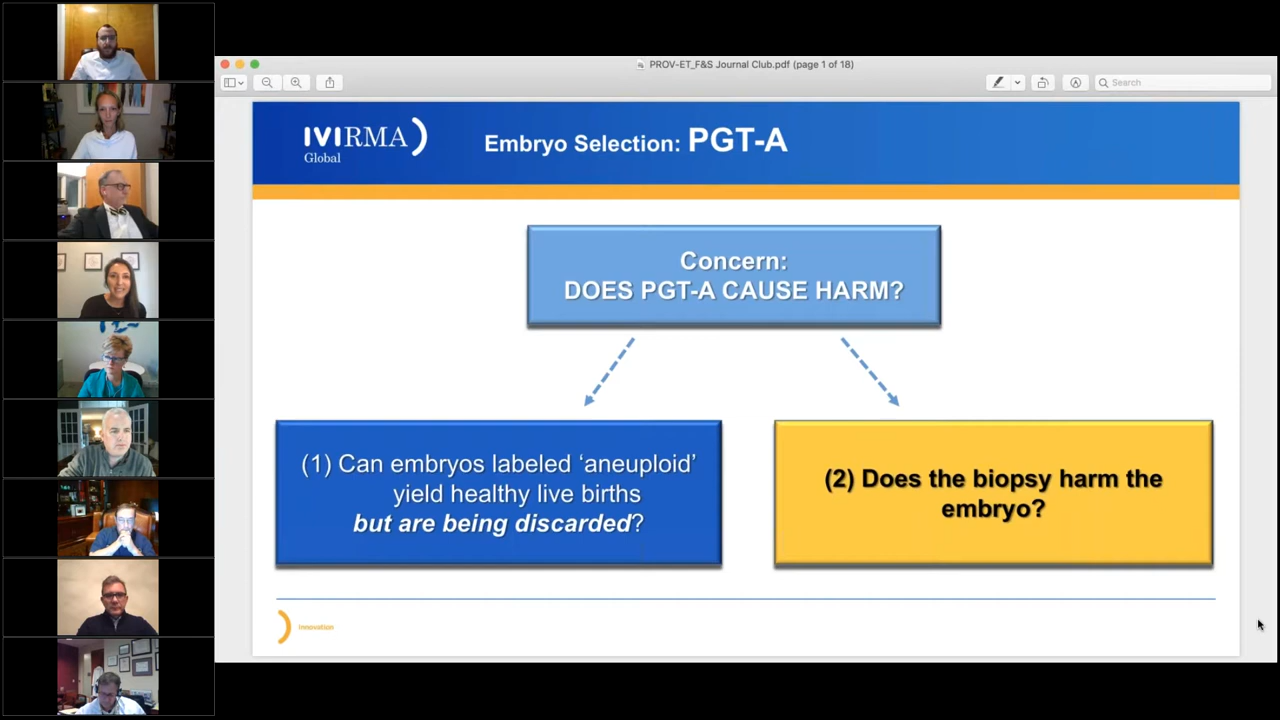 PROV-ET_F&S Journal Club.pdf (page 1 of 18)
Search
IVIRMA
Global
Embryo Selection: PGT-A
Concern:
DOES PGT-A CAUSE HARM?
(1) Can embryos labeled ‘aneuploid’
yield healthy live births
but are being discarded?
(2) Does the biopsy harm the
embryo?
Innovation